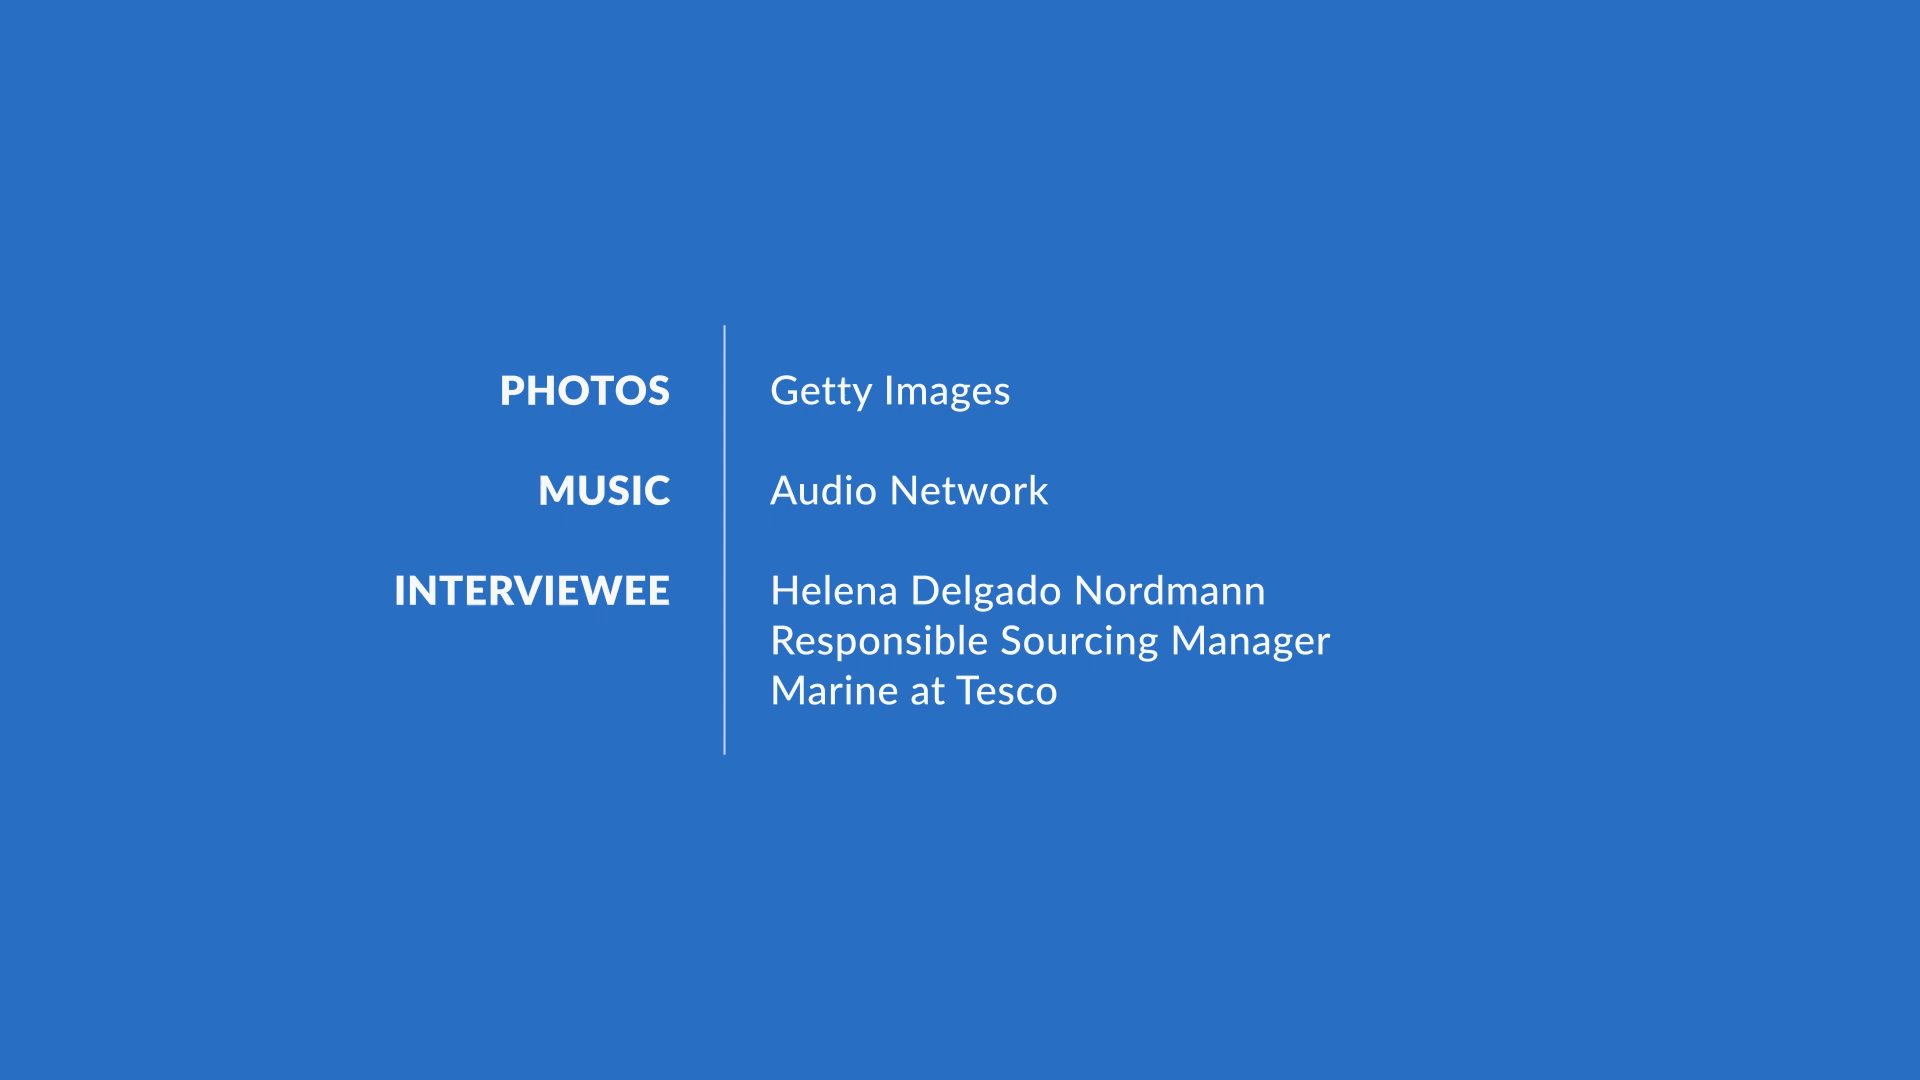 PHOTOS Getty Images
MUSIC Audio Network
INTERVIEWEE Helena Delgado Nordmann
Responsible Sourcing Manager
Marine at Tesco